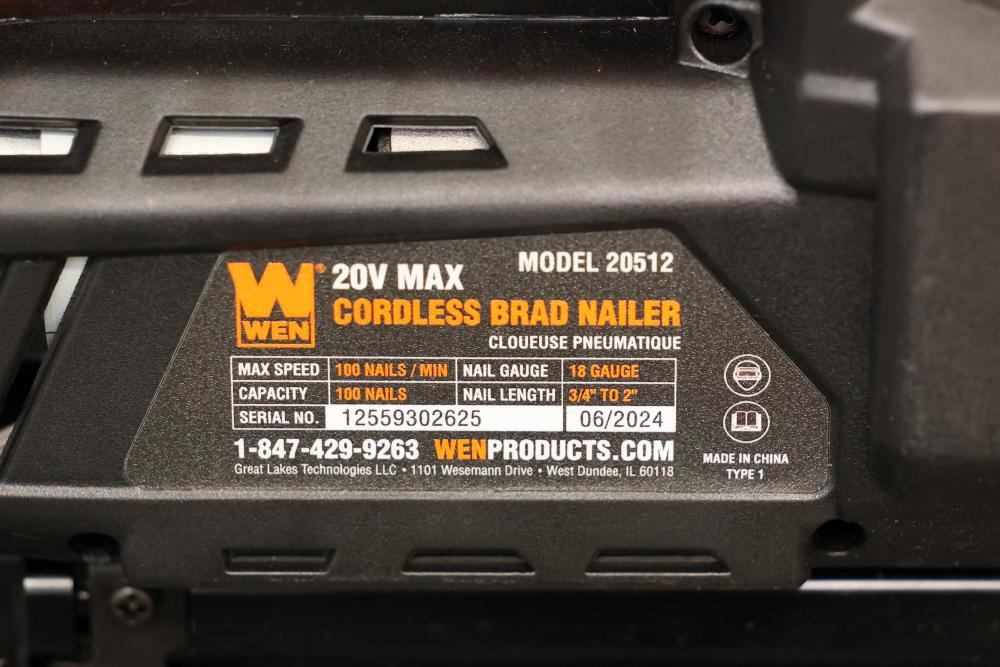 MODEL 20512
W® 20V MAX
WEN CORDLESS BRAD NAILER
CLOUEUSE PNEUMATIQUE
MAX SPEED 100 NAILS / MIN NAIL GAUGE 18 GAUGE
CAPACITY 100 NAILS NAIL LENGTH 3/4" TO 2"
SERIAL NO. 12559302625 06/2024
1-847-429-9263 WENPRODUCTS.COM
Great Lakes Technologies LLC • 1101 Wesemann Drive • West Dundee, IL 60118
MADE IN CHINA
TYPE 1